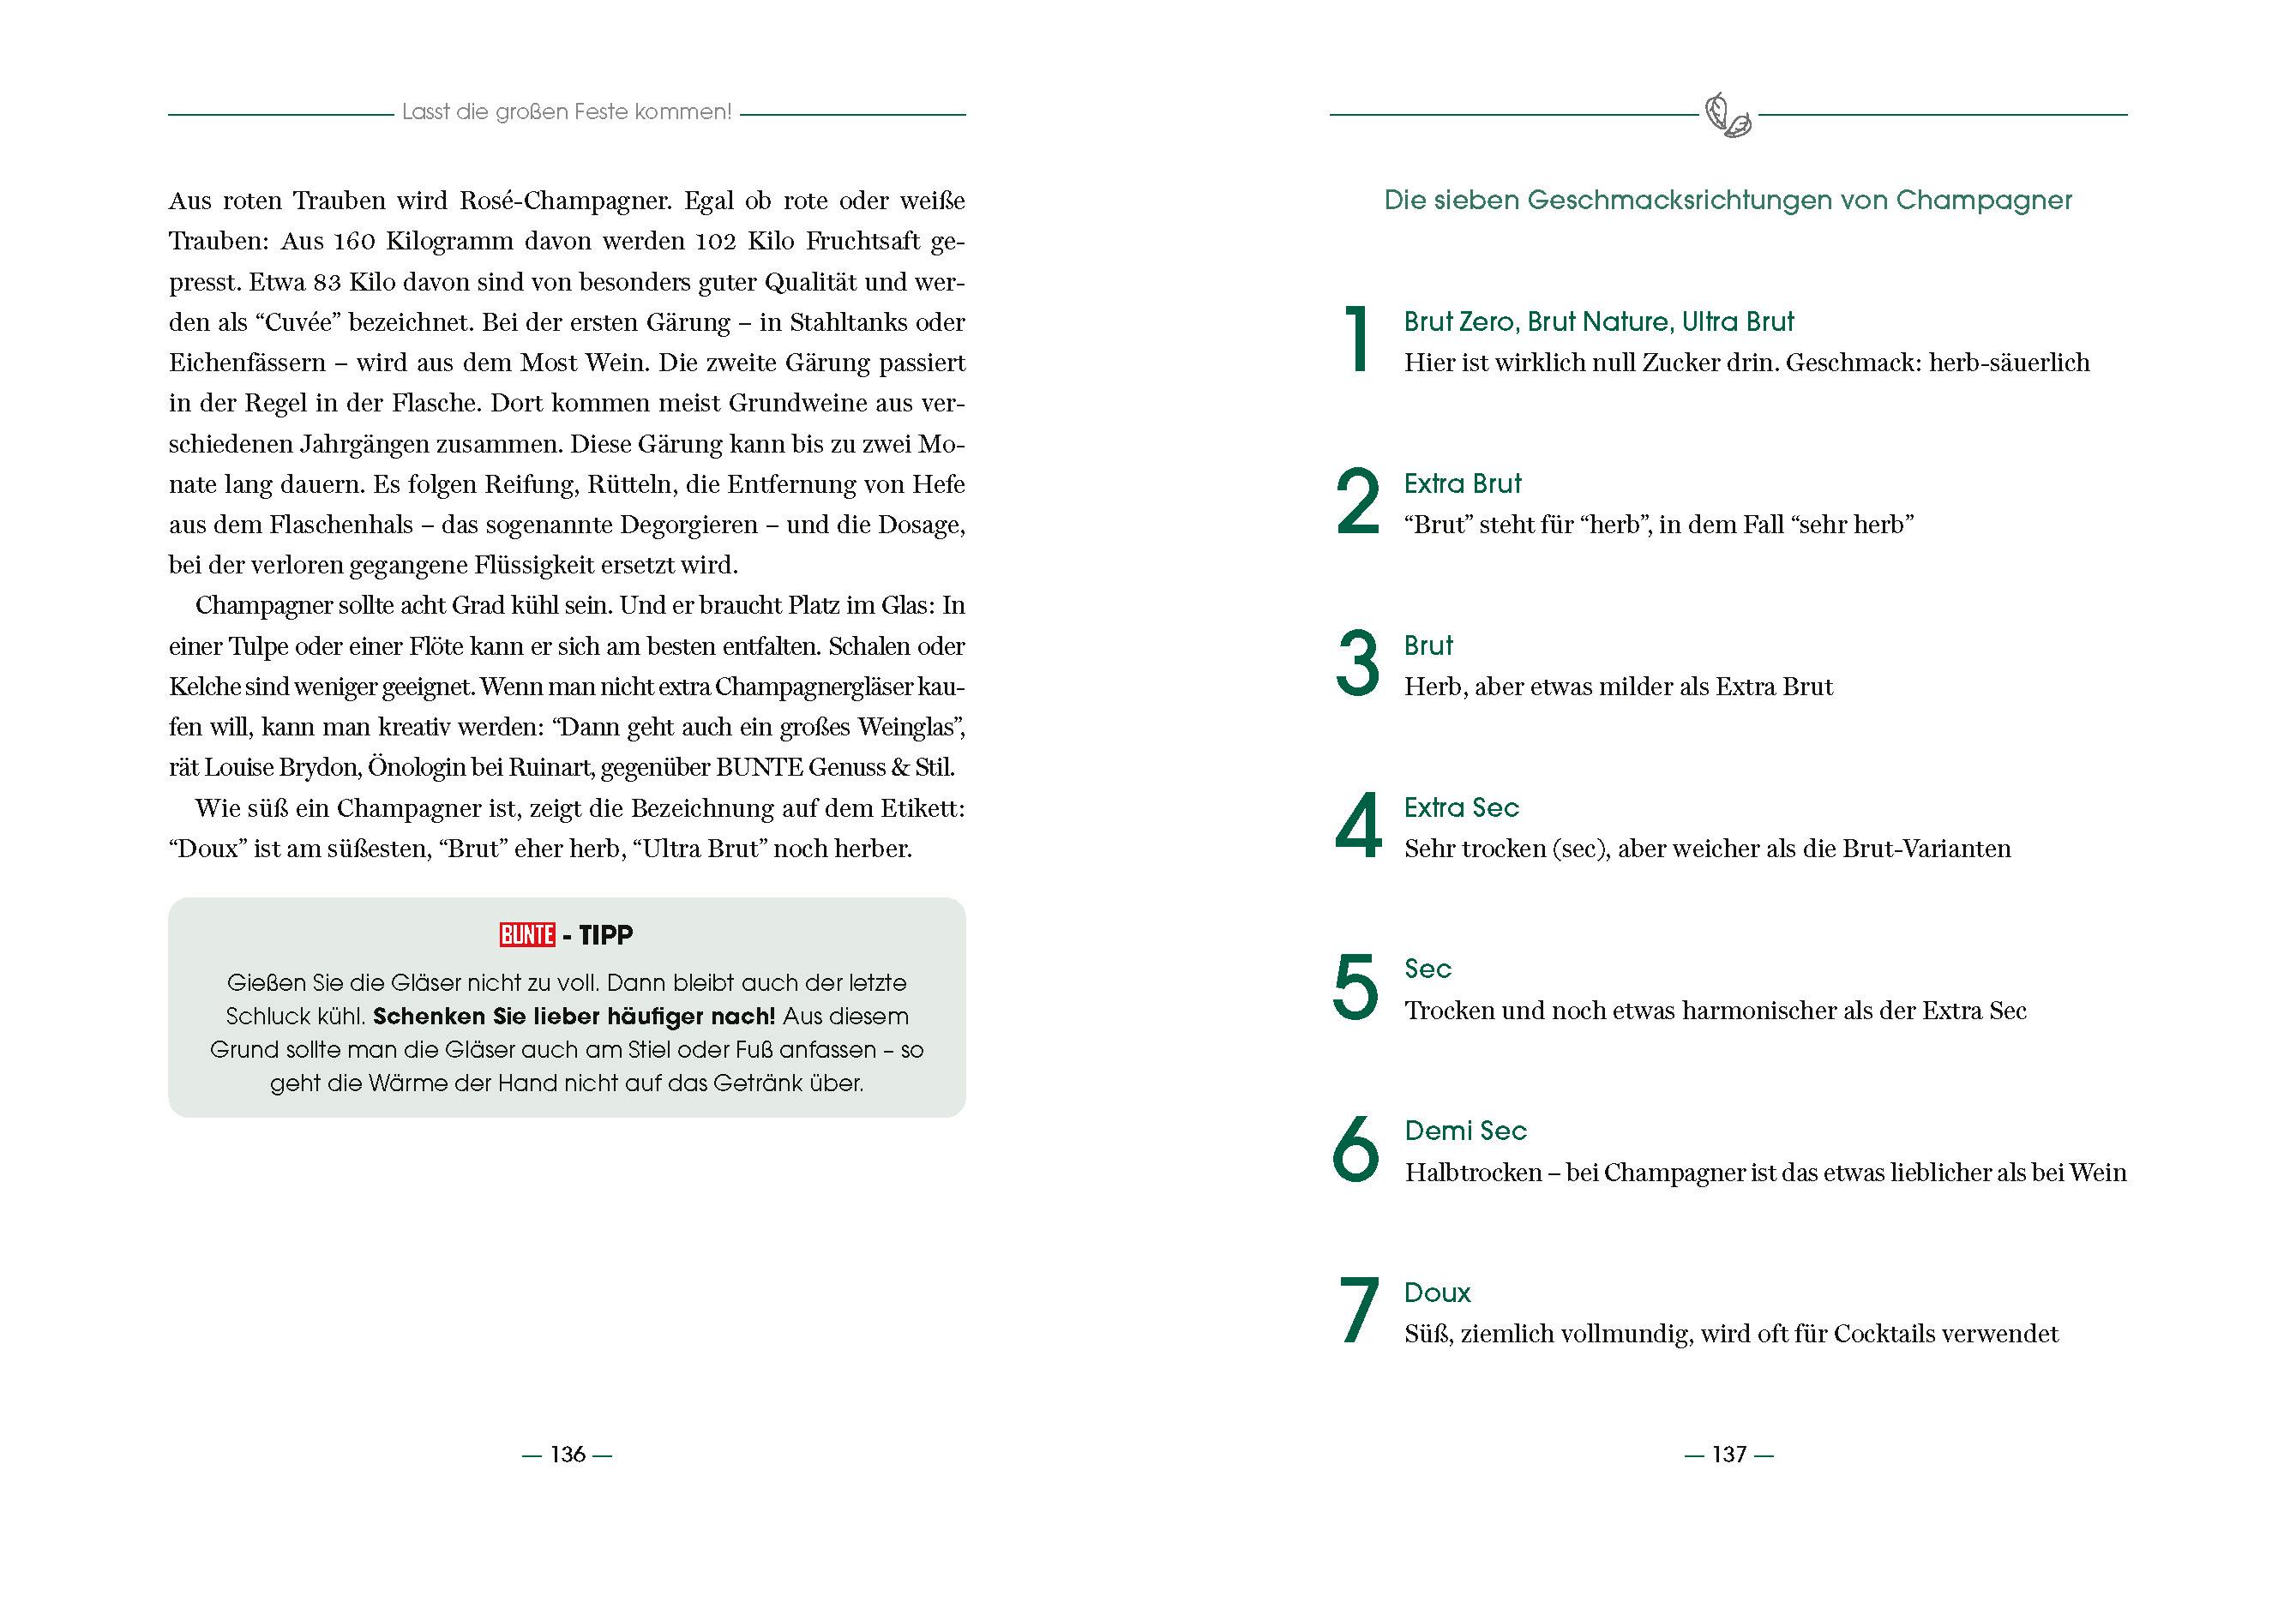 Lasst die großen Feste kommen!
Aus roten Trauben wird Rosé-Champagner. Egal ob rote oder weiße
Trauben: Aus 160 Kilogramm davon werden 102 Kilo Fruchtsaft ge-
presst. Etwa 83 Kilo davon sind von besonders guter Qualität und wer-
den als “Cuvée” bezeichnet. Bei der ersten Gärung – in Stahltanks oder
Eichenfässern – wird aus dem Most Wein. Die zweite Gärung passiert
in der Regel in der Flasche. Dort kommen meist Grundweine aus ver-
schiedenen Jahrgängen zusammen. Diese Gärung kann bis zu zwei Mo-
nate lang dauern. Es folgen Reifung, Rütteln, die Entfernung von Hefe
aus dem Flaschenhals – das sogenannte Degorgieren – und die Dosage,
bei der verloren gegangene Flüssigkeit ersetzt wird.
Champagner sollte acht Grad kühl sein. Und er braucht Platz im Glas: In
einer Tulpe oder einer Flöte kann er sich am besten entfalten. Schalen oder
Kelche sind weniger geeignet. Wenn man nicht extra Champagnergläser kau-
fen will, kann man kreativ werden: “Dann geht auch ein großes Weinglas”,
rät Louise Brydon, Önologin bei Ruinart, gegenüber BUNTE Genuss & Stil.
Wie süß ein Champagner ist, zeigt die Bezeichnung auf dem Etikett:
“Doux” ist am süßesten, “Brut” eher herb, “Ultra Brut” noch herber.
BUNTE - TIPP
Gießen Sie die Gläser nicht zu voll. Dann bleibt auch der letzte
Schluck kühl. Schenken Sie lieber häufiger nach! Aus diesem
Grund sollte man die Gläser auch am Stiel oder Fuß anfassen – so
geht die Wärme der Hand nicht auf das Getränk über.
— 136 —
Die sieben Geschmacksrichtungen von Champagner
1 Brut Zero, Brut Nature, Ultra Brut
Hier ist wirklich null Zucker drin. Geschmack: herb-säuerlich
2 Extra Brut
“Brut” steht für “herb”, in dem Fall “sehr herb”
3 Brut
Herb, aber etwas milder als Extra Brut
4 Extra Sec
Sehr trocken (sec), aber weicher als die Brut-Varianten
5 Sec
Trocken und noch etwas harmonischer als der Extra Sec
6 Demi Sec
Halbtrocken – bei Champagner ist das etwas lieblicher als bei Wein
7 Doux
Süß, ziemlich vollmundig, wird oft für Cocktails verwendet
— 137 —